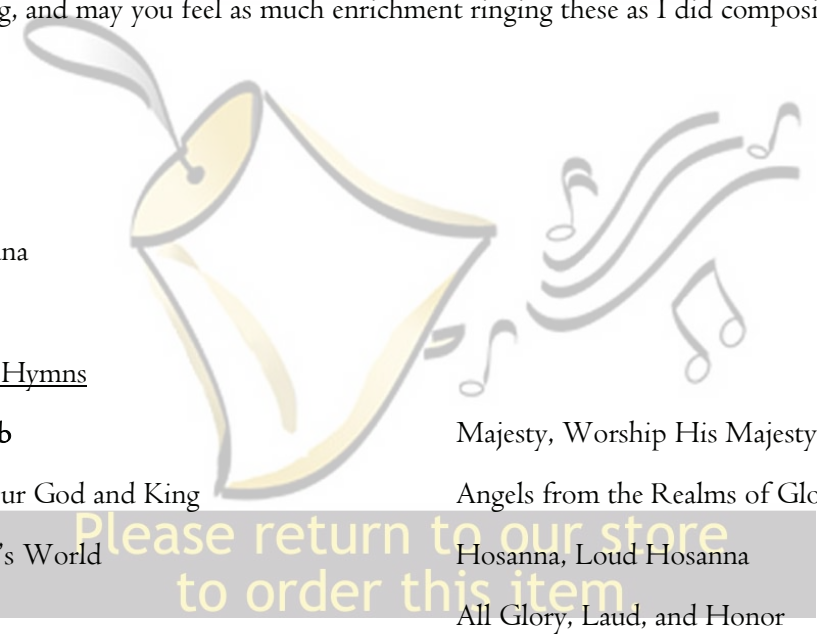 g, and may you feel as much enrichment ringing these as I did composi
na
Hymns
b
Majesty, Worship His Majesty
ur God and King
Angels from the Realms of Glo
's World
Hosanna, Loud Hosanna
All Glory, Laud, and Honor
Please return to our store
to order this item.